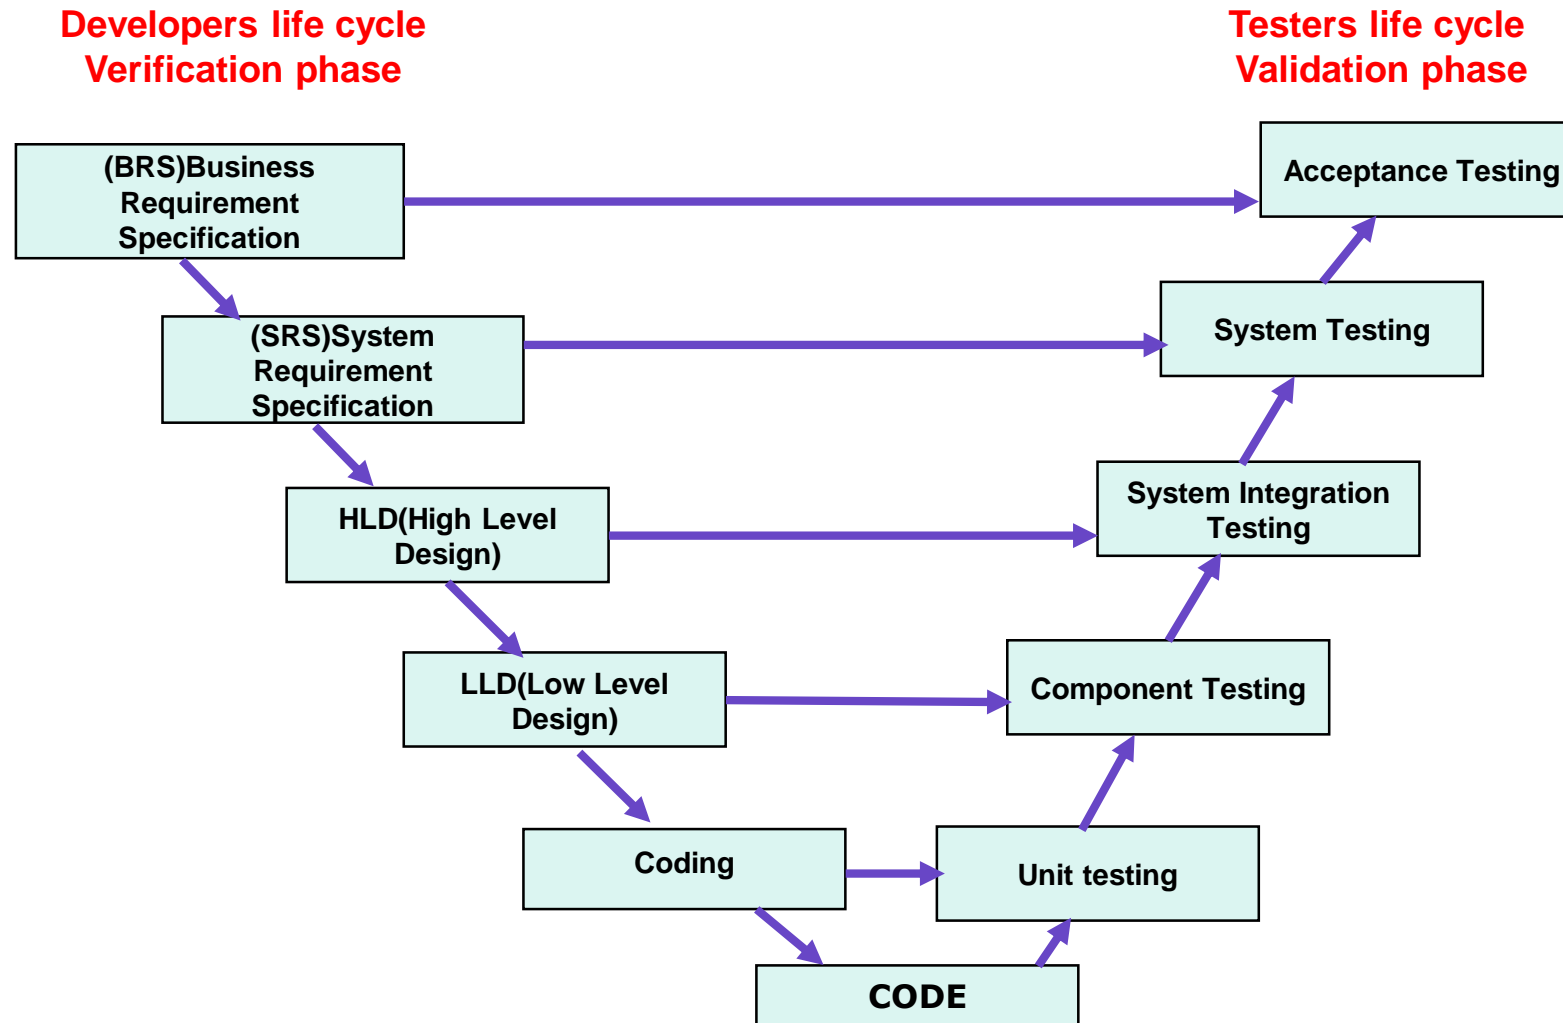 Developers life cycle
Verification phase
Testers life cycle
Validation phase
(BRS)Business
Requirement
Specification
Acceptance Testing
(SRS)System
Requirement
Specification
System Testing
HLD(High Level
Design)
System Integration
Testing
LLD(Low Level
Design)
Component Testing
Coding
Unit testing
CODE